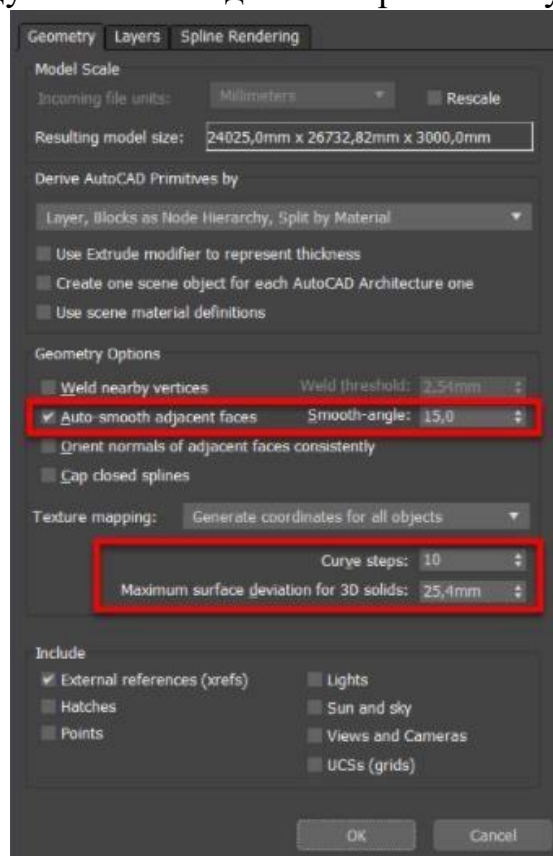 Geometry Layers Spline Rendering
Model Scale
Incoming file units: Millimeters Rescale
Resulting model size: 24025,0mm x 26732,82mm x 3000,0mm
Derive AutoCAD Primitives by
Layer, Blocks as Node Hierarchy, Split by Material
Use Extrude modifier to represent thickness
Create one scene object for each AutoCAD Architecture one
Use scene material definitions
Geometry Options
Weld nearby vertices Weld threshold: 2,54mm
Auto-smooth adjacent faces Smooth-angle: 15,0
Orient normals of adjacent faces consistently
Cap closed splines
Texture mapping: Generate coordinates for all objects
Curve steps: 10
Maximum surface deviation for 3D solids: 25,4mm
Include
External references (xrefs) Lights
Hatches Sun and sky
Points Views and Cameras
UCSs (grids)
OK Cancel